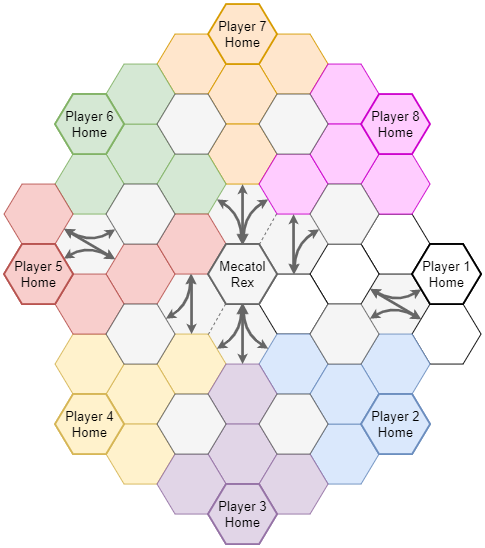 Player 7
Home
Player 6
Home
Player 8
Home
Player 5
Home
Mecatol
Rex
Player 1
Home
Player 4
Home
Player 2
Home
Player 3
Home